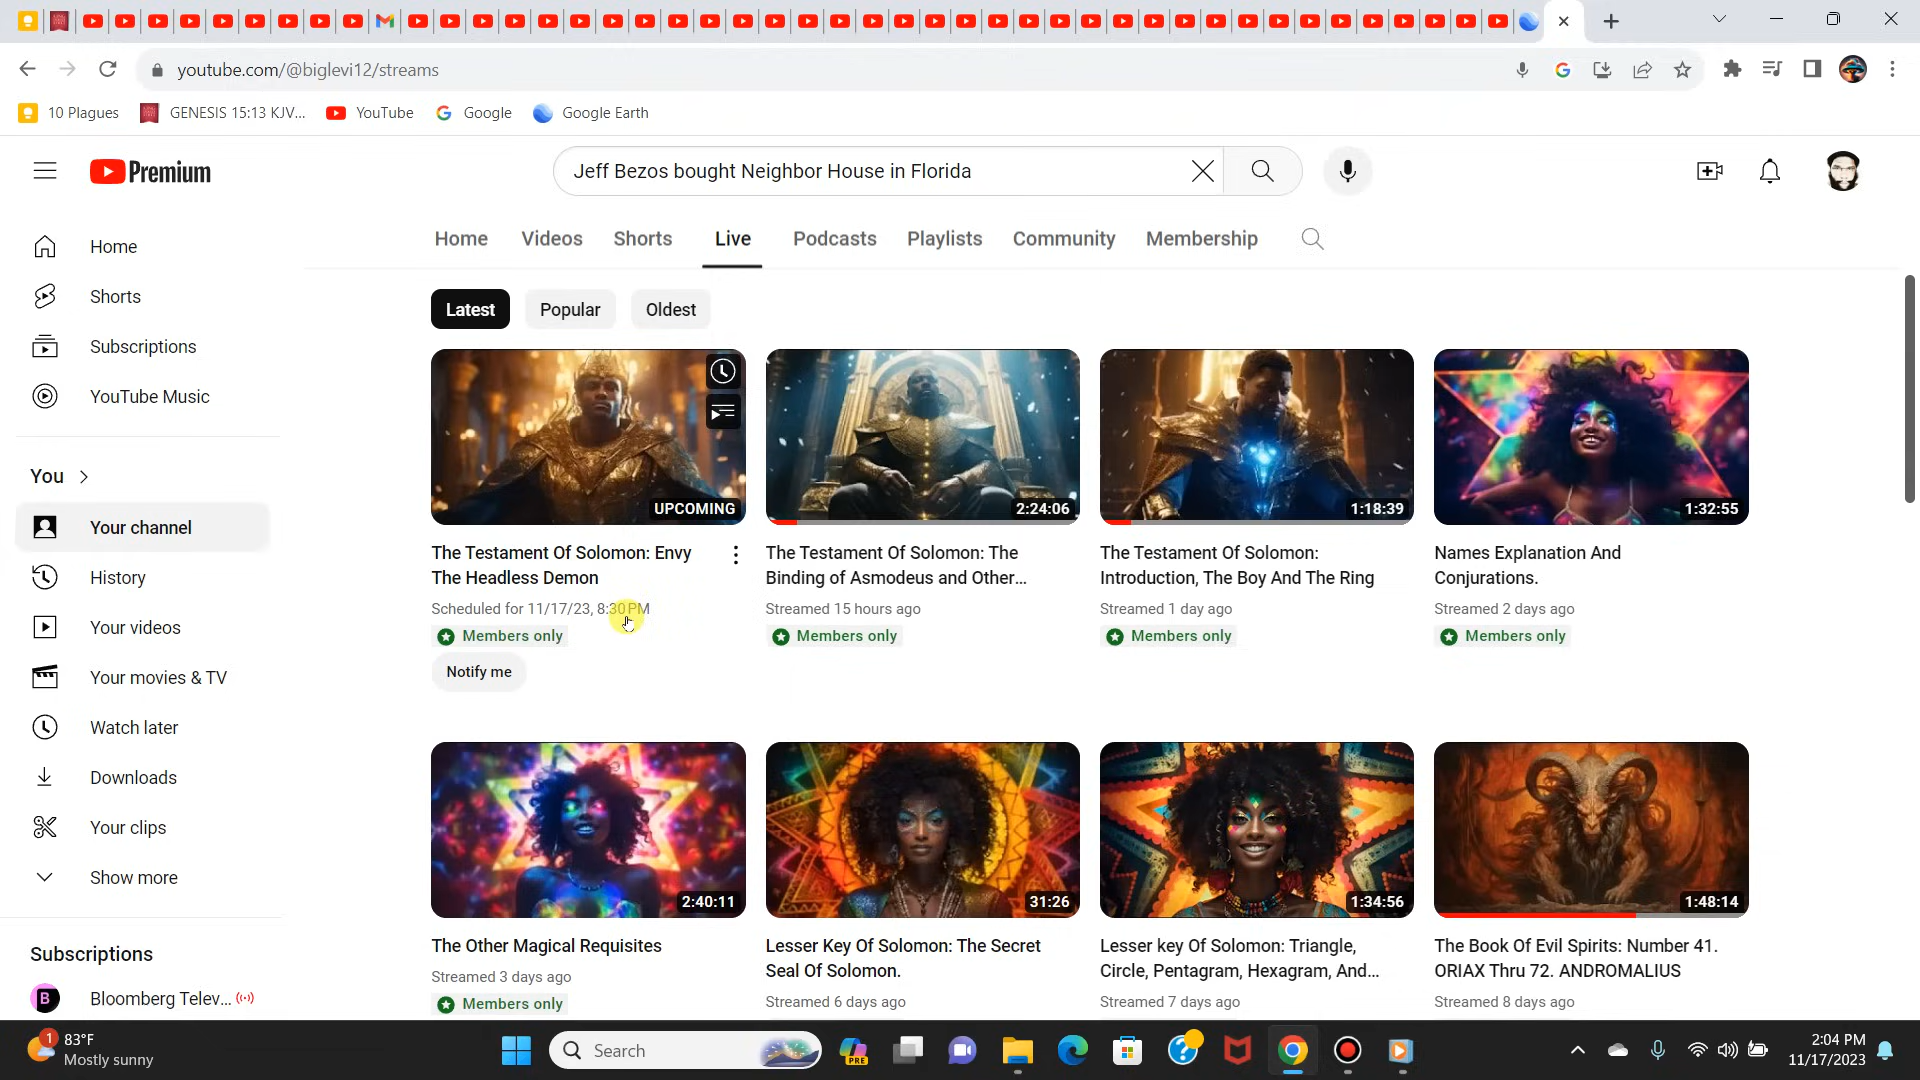 youtube.com/@biglevi12/streams
10 Plagues
GENESIS 15:13 KJV...
YouTube
Google
Google Earth
Premium
Jeff Bezos bought Neighbor House in Florida
Home
Videos
Shorts
Live
Podcasts
Playlists
Community
Membership
Home
Shorts
Subscriptions
YouTube Music
You
Your channel
History
Your videos
Your movies & TV
Watch later
Downloads
Your clips
Show more
Subscriptions
B
Bloomberg Telev...
Latest
Popular
Oldest
UPCOMING
The Testament Of Solomon: Envy
The Headless Demon
Scheduled for 11/17/23, 8:30 PM
Members only
Notify me
2:24:06
The Testament Of Solomon: The
Binding of Asmodeus and Other...
Streamed 15 hours ago
Members only
1:18:39
The Testament Of Solomon:
Introduction, The Boy And The Ring
Streamed 1 day ago
Members only
1:32:55
Names Explanation And
Conjurations.
Streamed 2 days ago
Members only
2:40:11
The Other Magical Requisites
Streamed 3 days ago
Members only
31:26
Lesser Key Of Solomon: The Secret
Seal Of Solomon.
Streamed 6 days ago
1:34:56
Lesser key Of Solomon: Triangle,
Circle, Pentagram, Hexagram, And...
Streamed 7 days ago
1:48:14
The Book Of Evil Spirits: Number 41.
ORIAX Thru 72. ANDROMALIUS
Streamed 8 days ago
1
83°F
Mostly sunny
Search
PRE
2:04 PM
11/17/2023